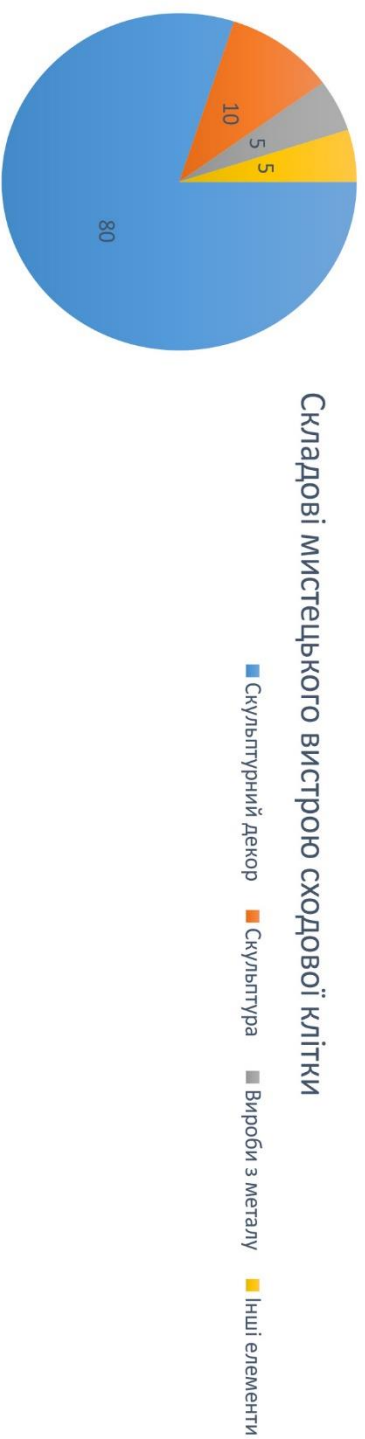 Складові мистецького вистрою сходової клітки
Скульптурний декор
Скульптура
Вироби з металу
Інші елементи
80
10
5
5